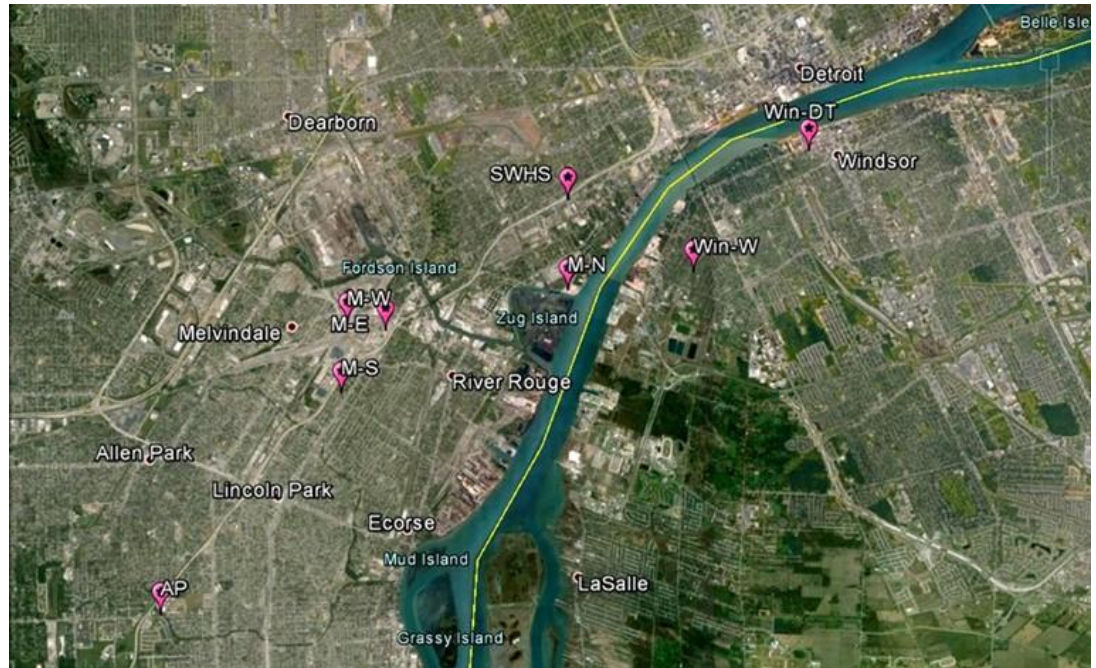 Belle Isle
Detroit
Win-DT
Dearborn
Windsor
SWHS
Win-W
Fordson Island
M-N
M-W
Zug Island
M-E
Melvindale
M-S
River Rouge
Allen Park
Lincoln Park
Ecorse
Mud Island
LaSalle
AP
Grassy Island